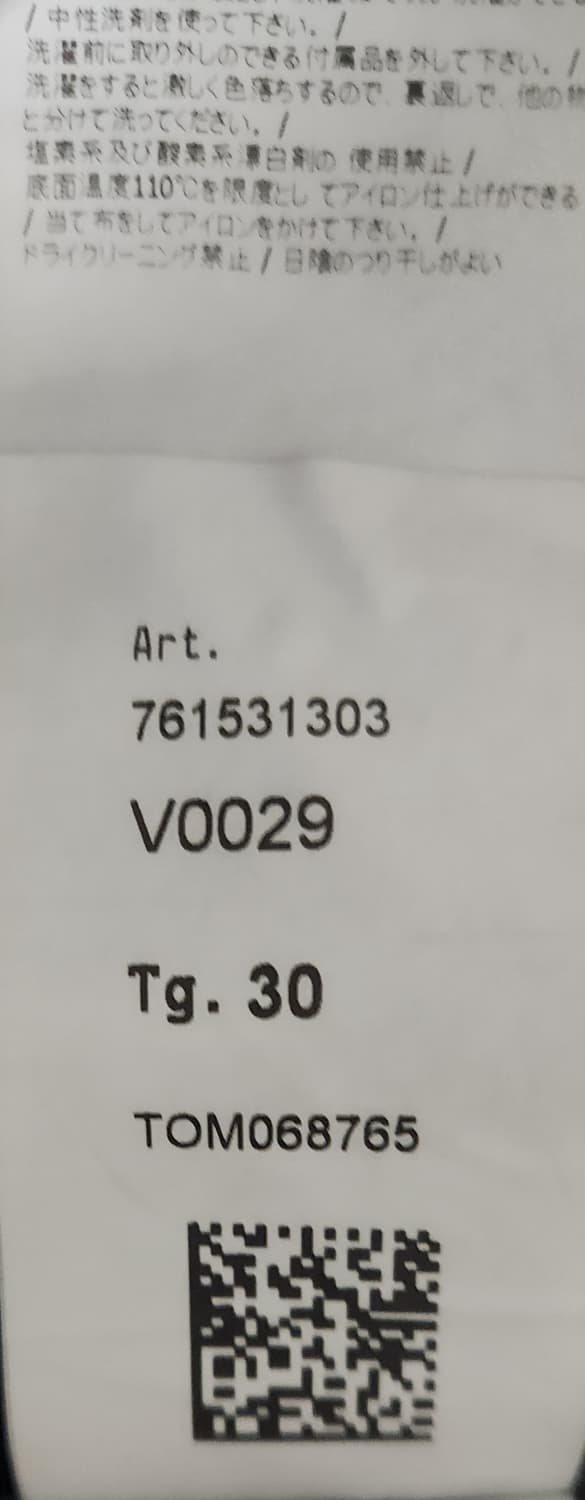 / 中性洗剤を使って下さい。 /
洗濯前に取り外しのできる付属品を外して下さい。 /
洗濯をすると激しく色落ちするので、裏返しで、他の物
と分けて洗ってください。 /
塩素系及び酸素系漂白剤の 使用禁止 /
底面温度110℃を限度とし てアイロン仕上げができる
/ 当て布をしてアイロンをかけて下さい。 /
ドライクリーニング禁止 / 日陰のつり干しがよい
Art.
761531303
V0029
Tg. 30
TOM068765